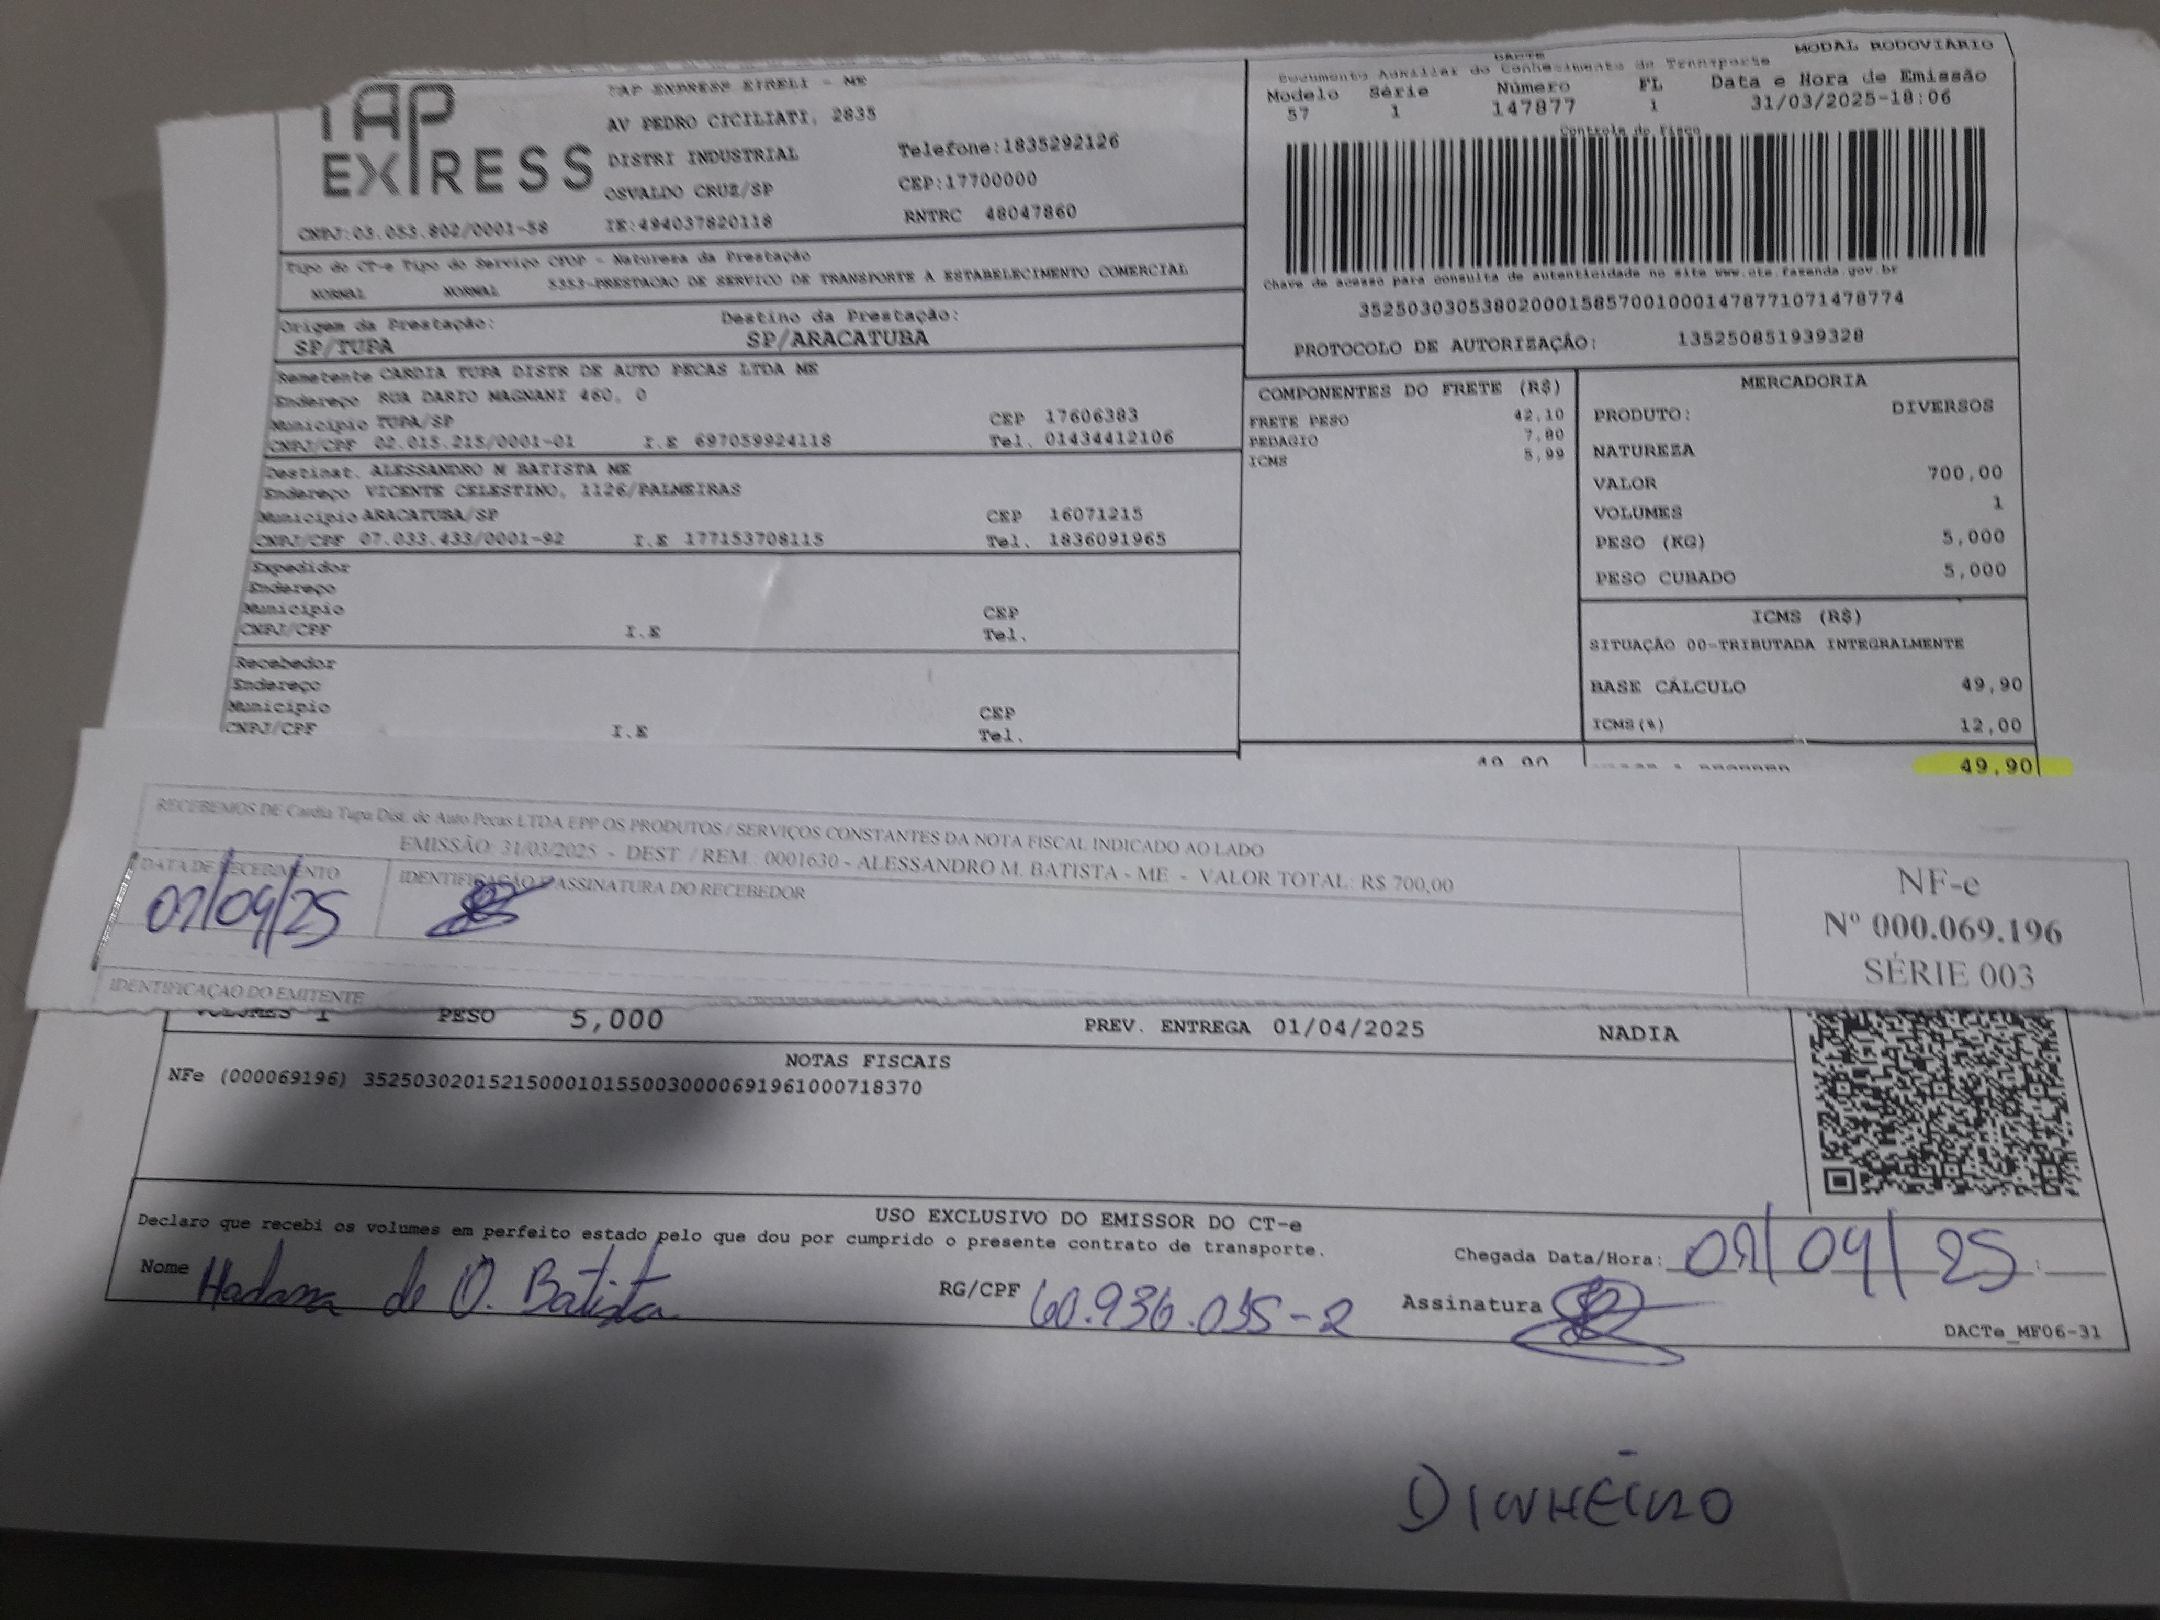 TAP EXPRESS
TAP EXPRESS EIRELI - ME
AV PEDRO CICILIATI, 2835
DISTRI INDUSTRIAL Telefone:1835292126
OSVALDO CRUZ/SP CEP:17700000
CNPJ:03.053.802/0001-58 IE:494037820118 RNTRC 48047860
DACTE MODAL RODOVIÁRIO
Documento Auxiliar do Conhecimento de Transporte
Modelo Série Número FL Data e Hora de Emissão
57 1 147877 1 31/03/2025-18:06
Controle do Fisco
Chave de acesso para consulta de autenticidade no site www.cte.fazenda.gov.br
35250303053802000158570010001478771071478774
PROTOCOLO DE AUTORIZAÇÃO: 135250851939328
Tipo do CT-e Tipo do Serviço CFOP - Natureza da Prestação
NORMAL NORMAL 5353-PRESTACAO DE SERVICO DE TRANSPORTE A ESTABELECIMENTO COMERCIAL
Origem da Prestação: Destino da Prestação:
SP/TUPA SP/ARACATUBA
Remetente CARDIA TUPA DISTR DE AUTO PECAS LTDA ME
Endereço RUA DARIO MAGNANI 460, 0
Município TUPA/SP CEP 17606383
CNPJ/CPF 02.015.215/0001-01 I.E 697059924118 Tel. 01434412106
Destinat. ALESSANDRO M BATISTA ME
Endereço VICENTE CELESTINO, 1126/PALMEIRAS
Município ARACATUBA/SP CEP 16071215
CNPJ/CPF 07.033.433/0001-92 I.E 177153708115 Tel. 1836091965
Expedidor
Endereço
Município CEP
CNPJ/CPF I.E Tel.
Recebedor
Endereço
Município CEP
CNPJ/CPF I.E Tel.
COMPONENTES DO FRETE (R$)
FRETE PESO 42,10
PEDAGIO 7,80
ICMS 5,99
49,90
MERCADORIA
PRODUTO: DIVERSOS
NATUREZA
VALOR 700,00
VOLUMES 1
PESO (KG) 5,000
PESO CUBADO 5,000
ICMS (R$)
SITUAÇÃO 00-TRIBUTADA INTEGRALMENTE
BASE CÁLCULO 49,90
ICMS(%) 12,00
49,90
RECEBEMOS DE Cardia Tupa Dist. de Auto Pecas LTDA EPP OS PRODUTOS / SERVIÇOS CONSTANTES DA NOTA FISCAL INDICADO AO LADO
EMISSÃO: 31/03/2025 - DEST. / REM.: 0001630 - ALESSANDRO M. BATISTA - ME - VALOR TOTAL: R$ 700,00
DATA DE RECEBIMENTO IDENTIFICAÇÃO E ASSINATURA DO RECEBEDOR
/04/25
NF-e
Nº 000.069.196
SÉRIE 003
IDENTIFICAÇÃO DO EMITENTE
VOLUMES 1 PESO 5,000 PREV. ENTREGA 01/04/2025 NADIA
NOTAS FISCAIS
NFe (000069196) 35250302015215000101550030000691961000718370
USO EXCLUSIVO DO EMISSOR DO CT-e
Declaro que recebi os volumes em perfeito estado pelo que dou por cumprido o presente contrato de transporte.
Chegada Data/Hora: /04/25 :
Nome de O. Batista RG/CPF 60.936.035-2 Assinatura
DACTe_MF06-31
DINHEIRO